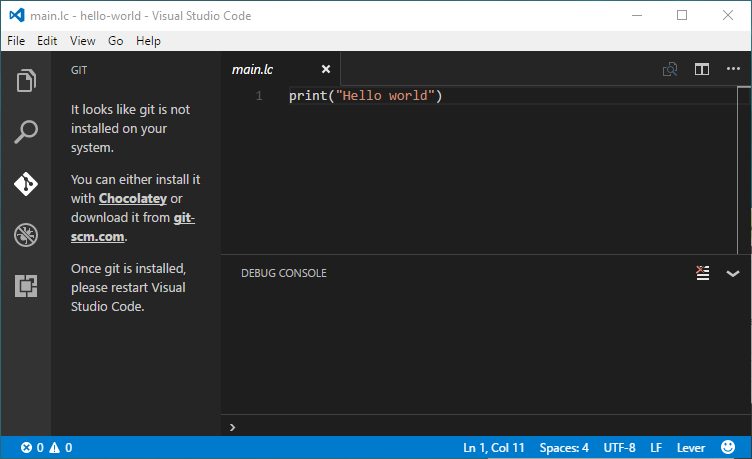 main.lc - hello-world - Visual Studio Code
File Edit View Go Help
GIT
It looks like git is not
installed on your
system.
You can either install it
with Chocolatey or
download it from git-
scm.com.
Once git is installed,
please restart Visual
Studio Code.
main.lc
1 print("Hello world")
DEBUG CONSOLE
0 0 Ln 1, Col 11 Spaces: 4 UTF-8 LF Lever